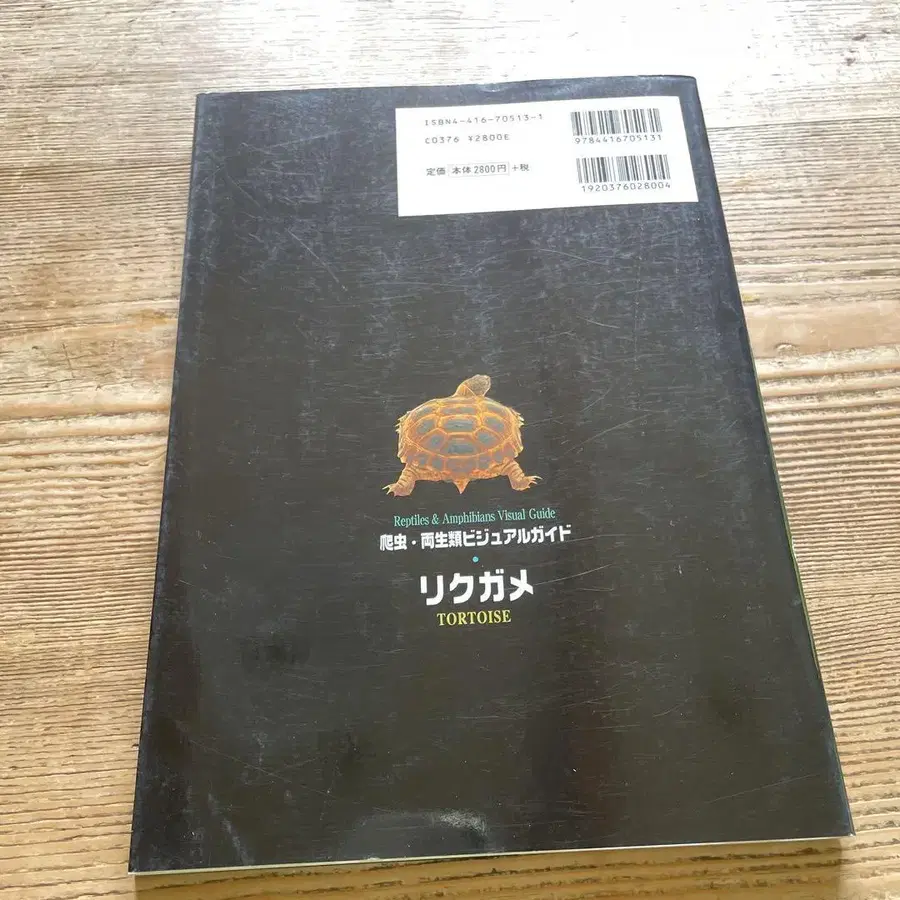 ISBN4-416-70513-1
C0376 ¥2800E
定価 本体2800円 +税
9784416705131
1920376028004
Reptiles & Amphibians Visual Guide
爬虫・両生類ビジュアルガイド
リクガメ
TORTOISE